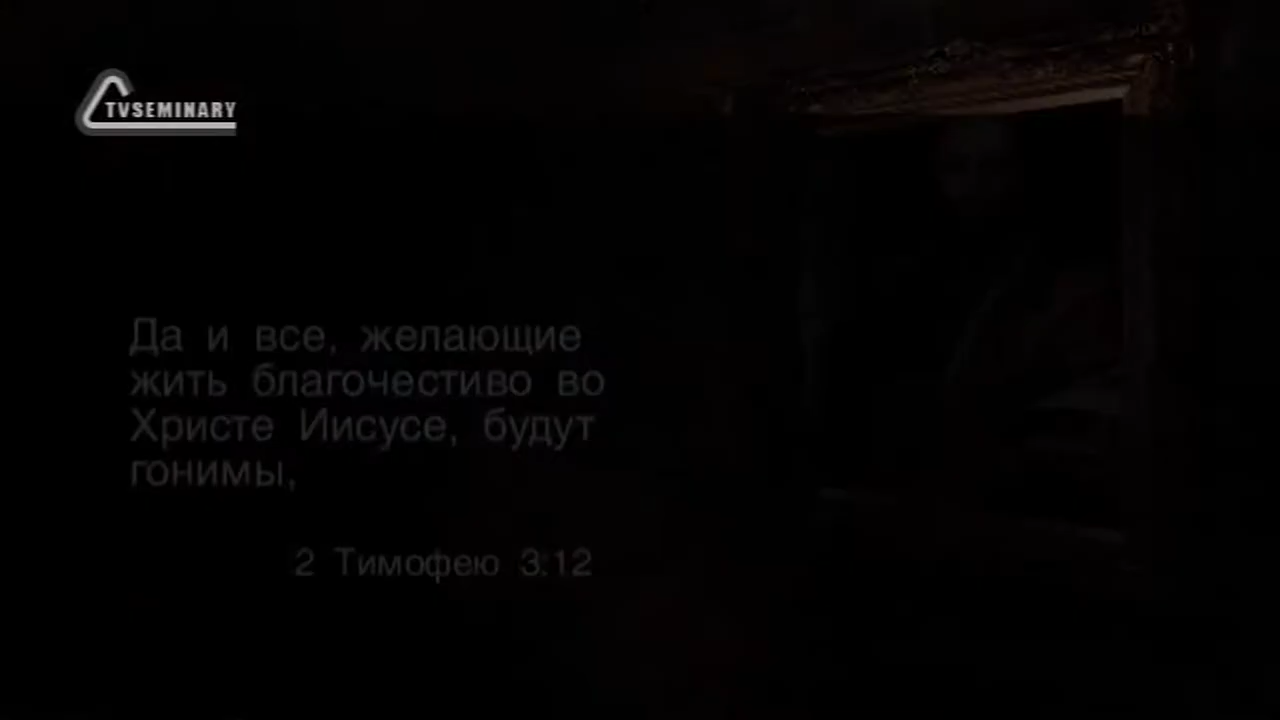 TVSEMINARY
Да и все, желающие
жить благочестиво во
Христе Иисусе, будут
гонимы,
2 Тимофею 3:12